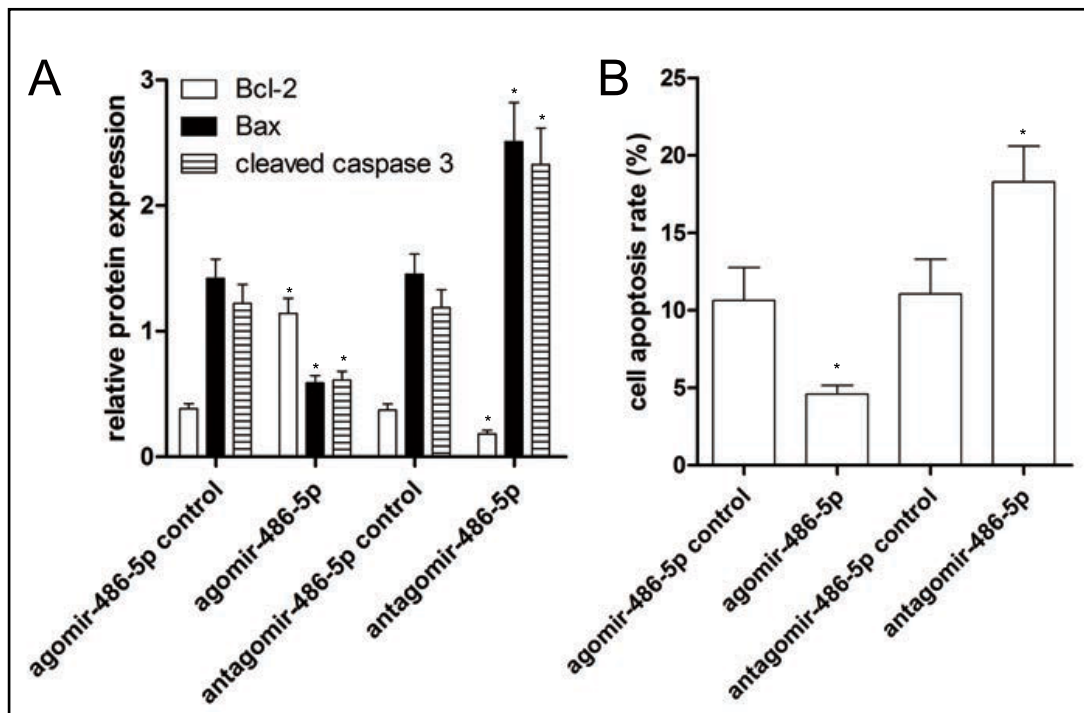 A
relative protein expression
3
2
1
0
Bcl-2
Bax
cleaved caspase 3
*
*
*
*
*
*
agomir-486-5p control
agomir-486-5p
antagomir-486-5p control
antagomir-486-5p
B
cell apoptosis rate (%)
25
20
15
10
5
0
*
*
agomir-486-5p control
agomir-486-5p
antagomir-486-5p control
antagomir-486-5p